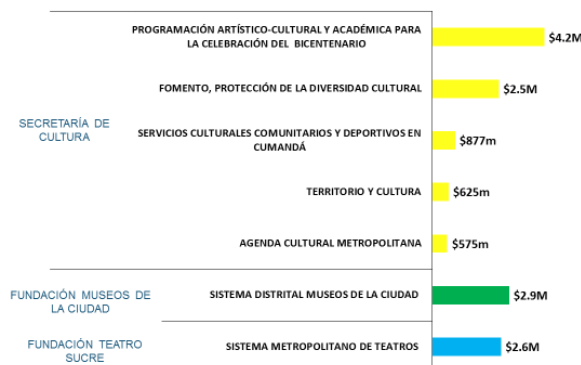 PROGRAMACIÓN ARTÍSTICO-CULTURAL Y ACADÉMICA PARA
LA CELEBRACIÓN DEL BICENTENARIO
$4.2M
FOMENTO, PROTECCIÓN DE LA DIVERSIDAD CULTURAL
$2.5M
SECRETARÍA DE
CULTURA
SERVICIOS CULTURALES COMUNITARIOS Y DEPORTIVOS EN
CUMANDÁ
$877m
TERRITORIO Y CULTURA
$625m
AGENDA CULTURAL METROPOLITANA
$575m
FUNDACIÓN MUSEOS DE
LA CIUDAD
SISTEMA DISTRITAL MUSEOS DE LA CIUDAD
$2.9M
FUNDACIÓN TEATRO
SUCRE
SISTEMA METROPOLITANO DE TEATROS
$2.6M